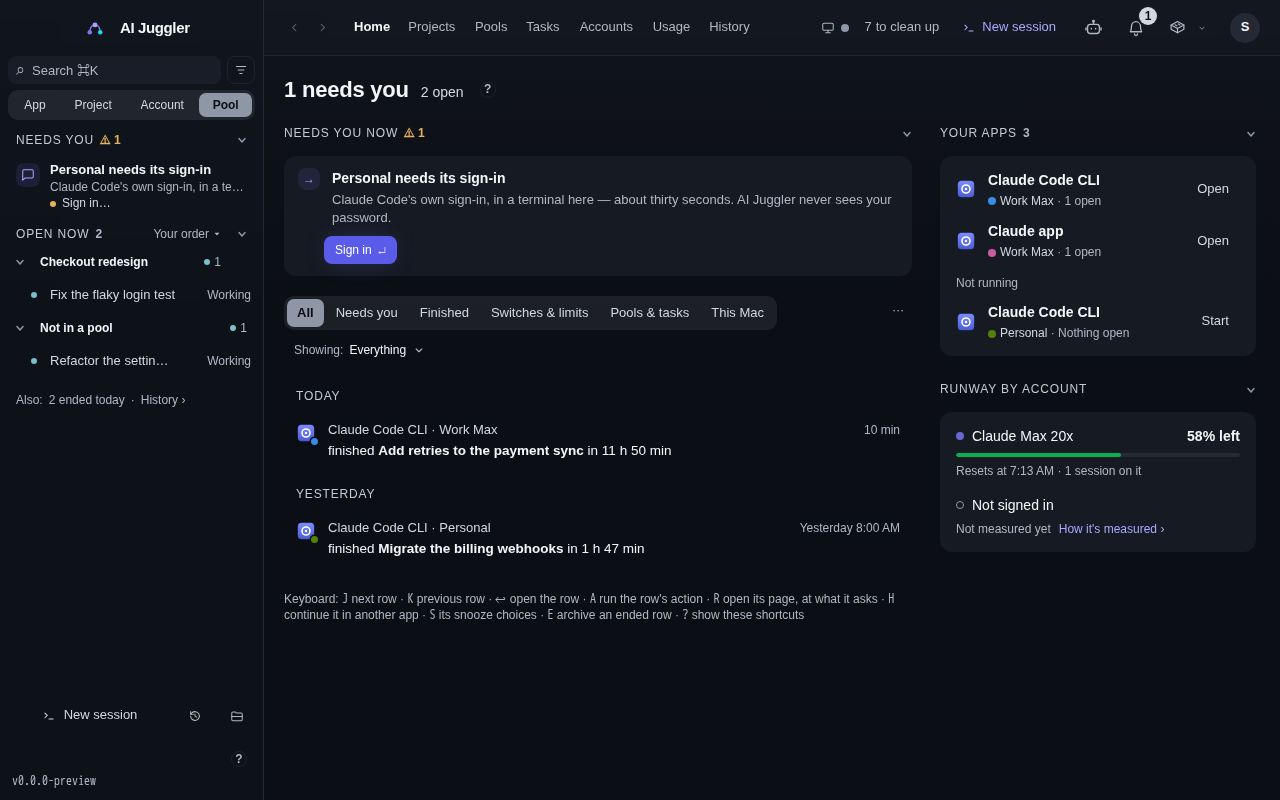 AI Juggler
Search ⌘K
App Project Account Pool
NEEDS YOU 1
Personal needs its sign-in
Claude Code's own sign-in, in a te…
Sign in…
OPEN NOW 2 Your order
Checkout redesign 1
Fix the flaky login test Working
Not in a pool 1
Refactor the settin… Working
Also: 2 ended today · History ›
New session
?
v0.0.0-preview
Home Projects Pools Tasks Accounts Usage History
7 to clean up
New session
1
S
1 needs you 2 open ?
NEEDS YOU NOW 1
→
Personal needs its sign-in
Claude Code's own sign-in, in a terminal here — about thirty seconds. AI Juggler never sees your
password.
Sign in ↵
All Needs you Finished Switches & limits Pools & tasks This Mac …
Showing: Everything
TODAY
Claude Code CLI · Work Max 10 min
finished Add retries to the payment sync in 11 h 50 min
YESTERDAY
Claude Code CLI · Personal Yesterday 8:00 AM
finished Migrate the billing webhooks in 1 h 47 min
Keyboard: J next row · K previous row · ↩ open the row · A run the row's action · R open its page, at what it asks · H
continue it in another app · S its snooze choices · E archive an ended row · ? show these shortcuts
YOUR APPS 3
Claude Code CLI
Work Max · 1 open
Open
Claude app
Work Max · 1 open
Open
Not running
Claude Code CLI
Personal · Nothing open
Start
RUNWAY BY ACCOUNT
Claude Max 20x 58% left
Resets at 7:13 AM · 1 session on it
Not signed in
Not measured yet How it's measured ›